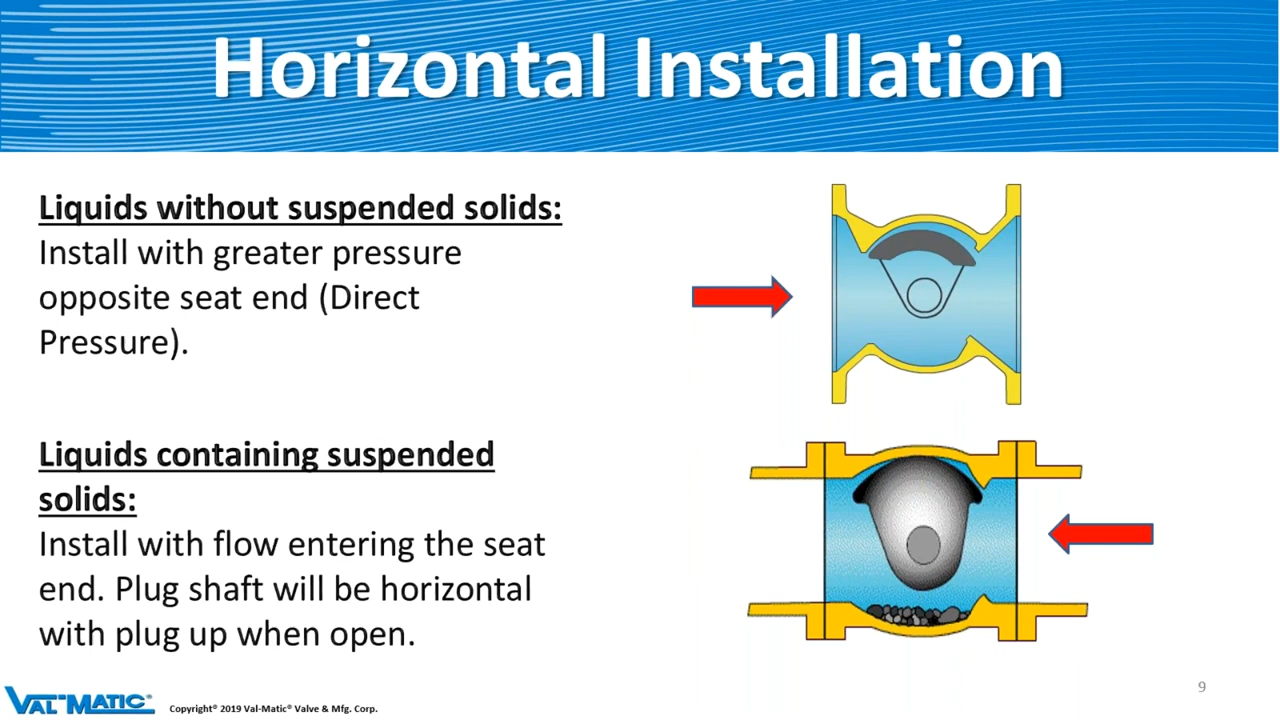 Horizontal Installation
Liquids without suspended solids:
Install with greater pressure
opposite seat end (Direct
Pressure).
Liquids containing suspended
solids:
Install with flow entering the seat
end. Plug shaft will be horizontal
with plug up when open.
VAL-MATIC®
Copyright® 2019 Val-Matic® Valve & Mfg. Corp.
9